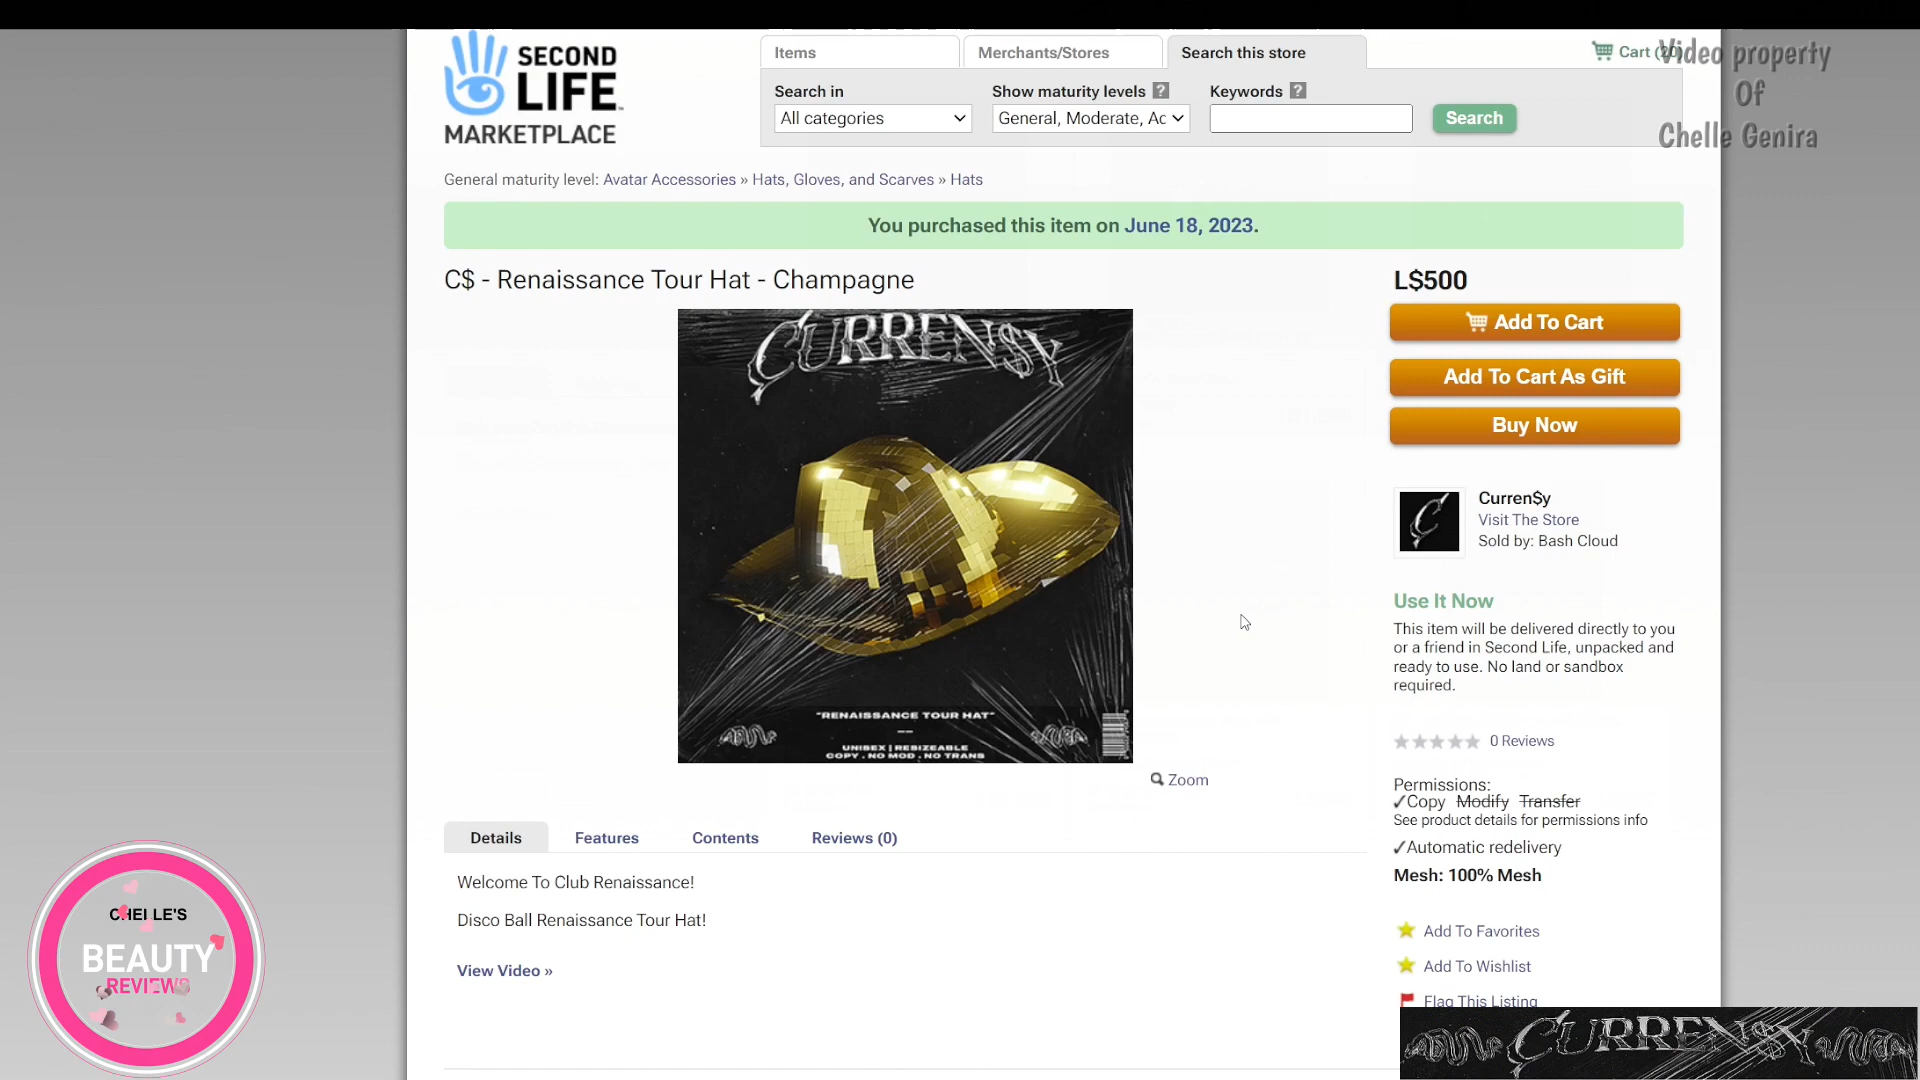 SECOND
LIFE
MARKETPLACE
Items
Merchants/Stores
Search this store
Cart (20)
Video property
Of
Chelle Genira
Search in
Show maturity levels ?
Keywords ?
All categories
General, Moderate, Ac
Search
General maturity level: Avatar Accessories » Hats, Gloves, and Scarves » Hats
You purchased this item on June 18, 2023.
C$ - Renaissance Tour Hat - Champagne
L$500
CURREN$Y
"RENAISSANCE TOUR HAT"
UNISEX | RESIZEABLE
COPY . NO MOD . NO TRANS
Zoom
Add To Cart
Add To Cart As Gift
Buy Now
C
Curren$y
Visit The Store
Sold by: Bash Cloud
Use It Now
This item will be delivered directly to you
or a friend in Second Life, unpacked and
ready to use. No land or sandbox
required.
0 Reviews
Permissions:
✓Copy Modify Transfer
See product details for permissions info
✓Automatic redelivery
Mesh: 100% Mesh
Add To Favorites
Add To Wishlist
Flag This Listing
Details
Features
Contents
Reviews (0)
Welcome To Club Renaissance!
Disco Ball Renaissance Tour Hat!
View Video »
CHELLE'S
BEAUTY
REVIEWS
CURREN$Y